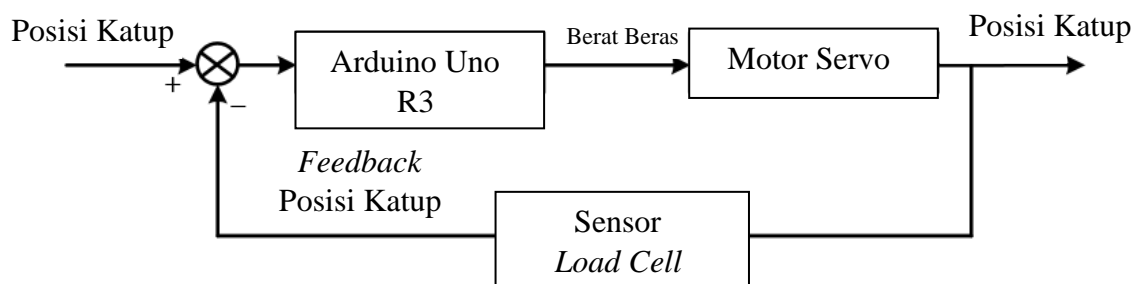 Posisi Katup
+
−
Arduino Uno
R3
Berat Beras
Motor Servo
Posisi Katup
Feedback
Posisi Katup
Sensor
Load Cell